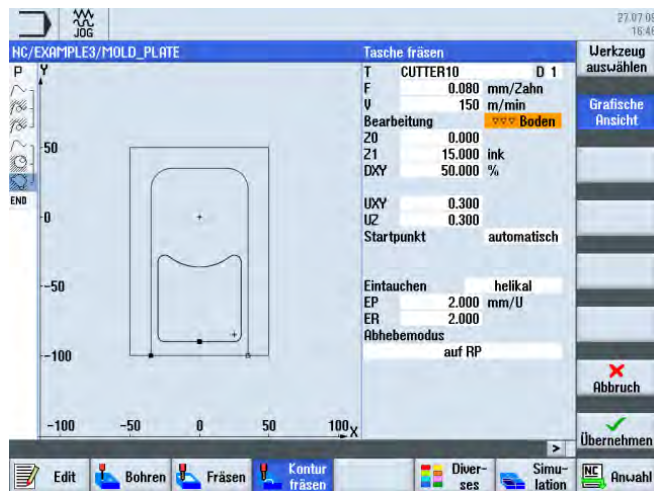 JOG
27.07.09
16:46
NC/EXAMPLE3/MOLD_PLATE
Tasche fräsen
Werkzeug
auswählen
P
Y
T CUTTER10 D 1
F 0.080 mm/Zahn
V 150 m/min
Grafische
Ansicht
Bearbeitung ▽▽▽ Boden
Z0 0.000
Z1 15.000 ink
DXY 50.000 %
UXY 0.300
UZ 0.300
Startpunkt automatisch
Eintauchen helikal
EP 2.000 mm/U
ER 2.000
Abhebemodus
auf RP
END
50
0
-50
-100
-100 -50 0 50 100 X
Abbruch
Übernehmen
>
Edit
Bohren
Fräsen
Kontur
fräsen
Diver-
ses
Simu-
lation
NC Anwahl